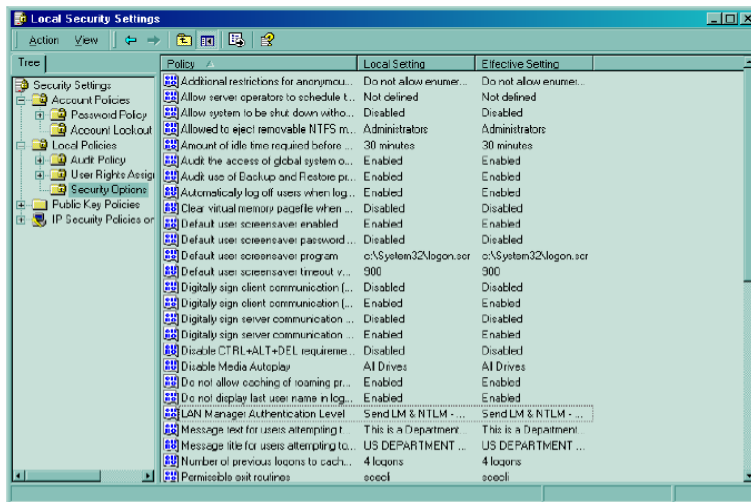 Local Security Settings
Action View
Tree
Policy Local Setting Effective Setting
Security Settings
Account Policies
Password Policy
Account Lockout
Local Policies
Audit Policy
User Rights Assign
Security Options
Public Key Policies
IP Security Policies on
Additional restrictions for anonymou... Do not allow enumer... Do not allow enumer...
Allow server operators to schedule t... Not defined Not defined
Allow system to be shut down witho... Disabled Disabled
Allowed to eject removable NTFS m... Administrators Administrators
Amount of idle time required before ... 30 minutes 30 minutes
Audit the access of global system o... Enabled Enabled
Audit use of Backup and Restore pr... Enabled Enabled
Automatically log off users when log... Enabled Enabled
Clear virtual memory pagefile when ... Disabled Disabled
Default user screensaver enabled Enabled Enabled
Default user screensaver password ... Disabled Disabled
Default user screensaver program c:\System32\logon.scr c:\System32\logon.scr
Default user screensaver timeout v... 900 900
Digitally sign client communication (... Disabled Disabled
Digitally sign client communication (... Enabled Enabled
Digitally sign server communication ... Disabled Disabled
Digitally sign server communication ... Enabled Enabled
Disable CTRL+ALT+DEL requireme... Disabled Disabled
Disable Media Autoplay All Drives All Drives
Do not allow caching of roaming pr... Enabled Enabled
Do not display last user name in log... Enabled Enabled
LAN Manager Authentication Level Send LM & NTLM - ... Send LM & NTLM - ...
Message text for users attempting t... This is a Department... This is a Department...
Message title for users attempting to... US DEPARTMENT ... US DEPARTMENT ...
Number of previous logons to cach... 4 logons 4 logons
Permissible exit routines scecli scecli